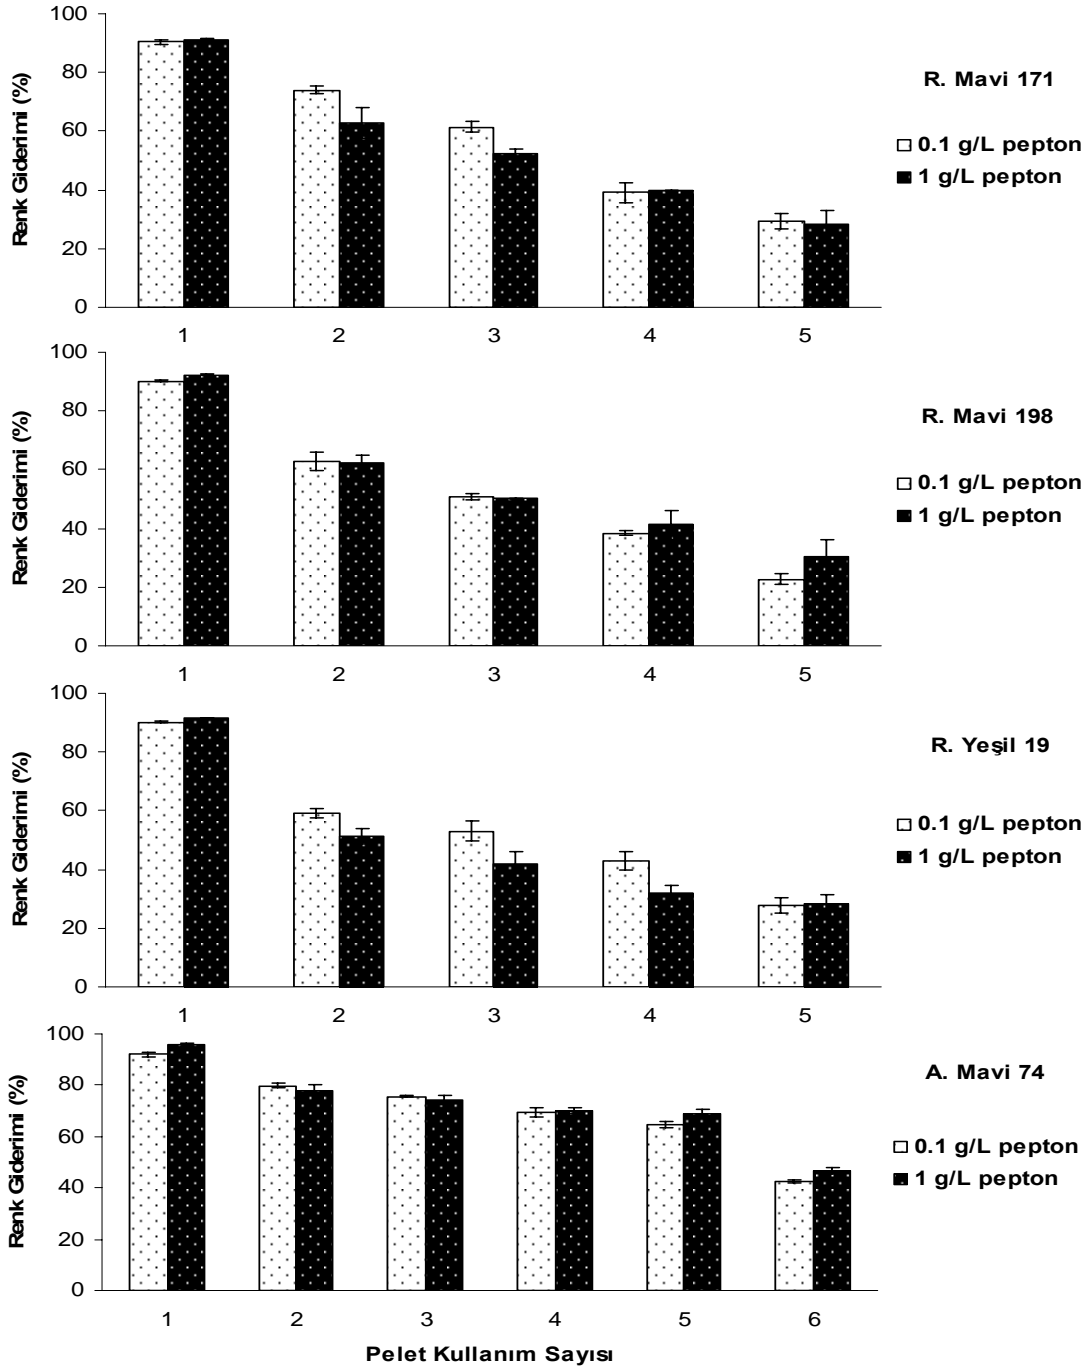 100
80
60
40
20
0
Renk Giderimi (%)
1 2 3 4 5
R. Mavi 171
0.1 g/L pepton
1 g/L pepton
100
80
60
40
20
0
Renk Giderimi (%)
1 2 3 4 5
R. Mavi 198
0.1 g/L pepton
1 g/L pepton
100
80
60
40
20
0
Renk Giderimi (%)
1 2 3 4 5
R. Yeşil 19
0.1 g/L pepton
1 g/L pepton
100
80
60
40
20
0
Renk Giderimi (%)
1 2 3 4 5 6
A. Mavi 74
0.1 g/L pepton
1 g/L pepton
Pelet Kullanım Sayısı